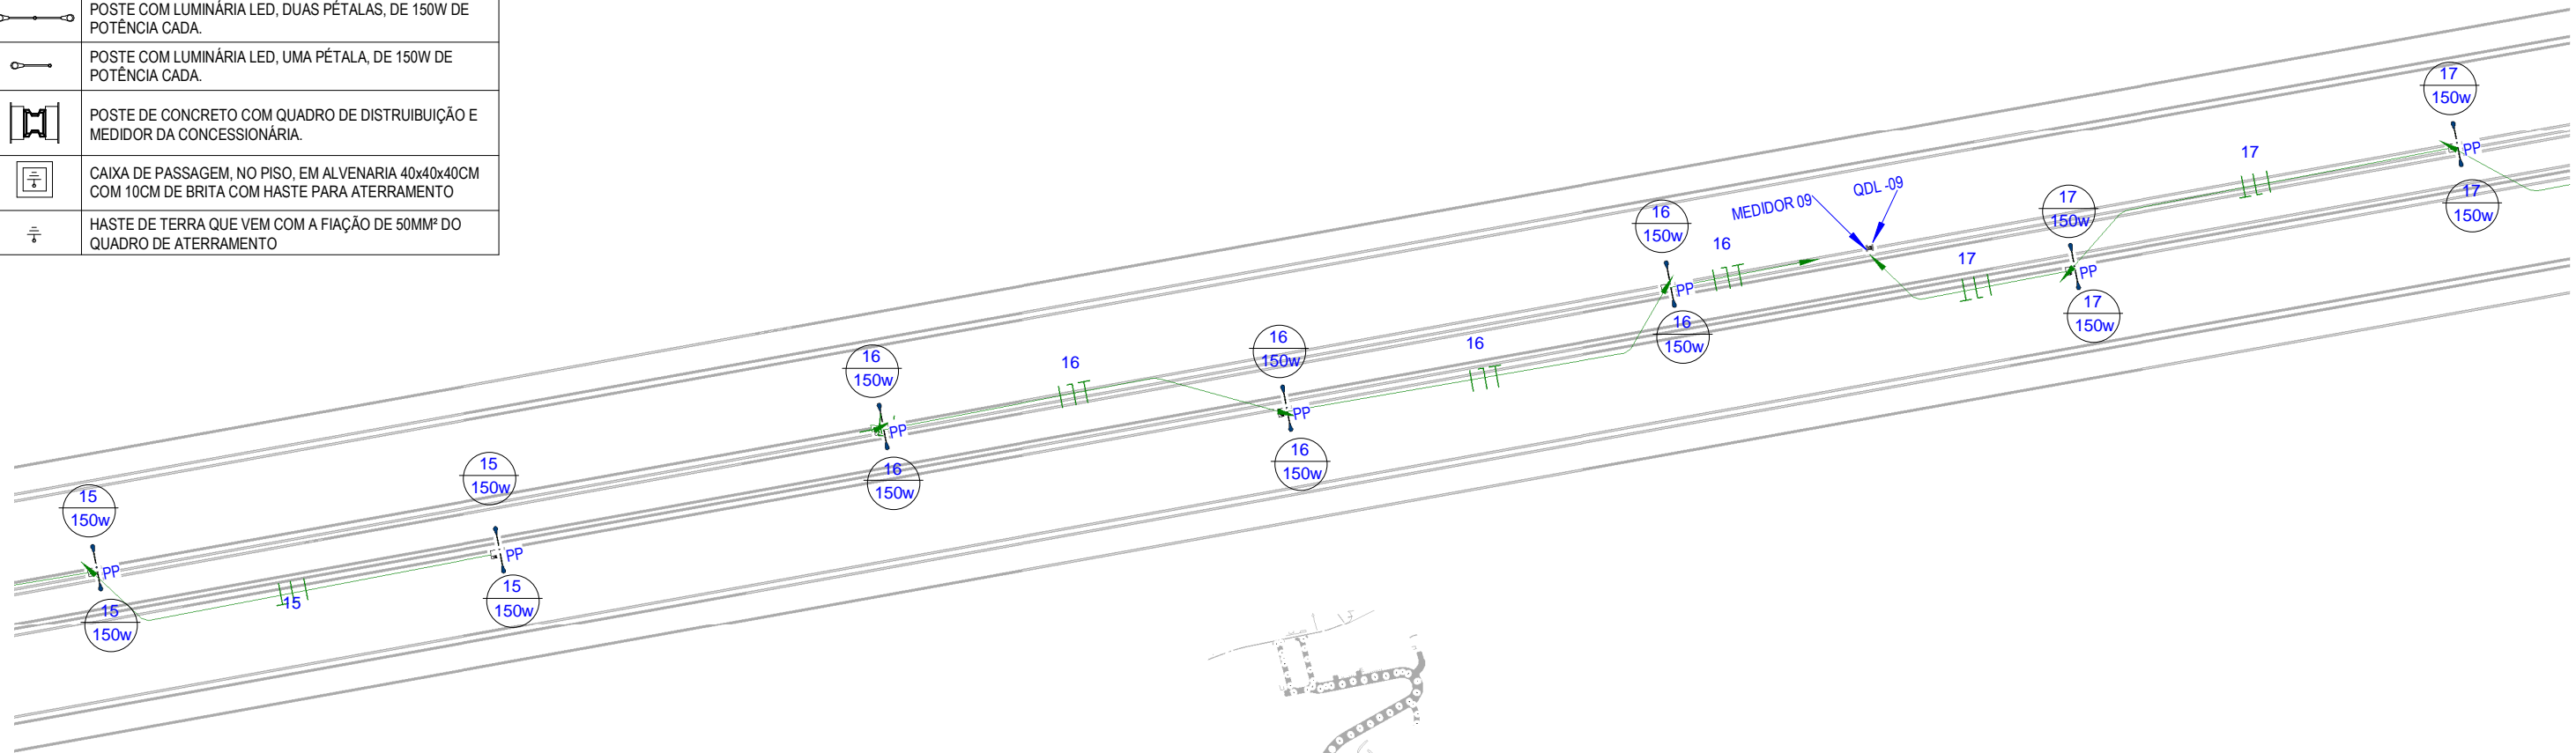 POSTE COM LUMINÁRIA LED, DUAS PÉTALAS, DE 150W DE
POTÊNCIA CADA.
POSTE COM LUMINÁRIA LED, UMA PÉTALA, DE 150W DE
POTÊNCIA CADA.
POSTE DE CONCRETO COM QUADRO DE DISTRUIBUIÇÃO E
MEDIDOR DA CONCESSIONÁRIA.
CAIXA DE PASSAGEM, NO PISO, EM ALVENARIA 40x40x40CM
COM 10CM DE BRITA COM HASTE PARA ATERRAMENTO
HASTE DE TERRA QUE VEM COM A FIAÇÃO DE 50MM² DO
QUADRO DE ATERRAMENTO
15
150w
PP
15
150w
15
15
150w
PP
15
150w
16
150w
PP
16
150w
16
16
150w
PP
16
150w
16
16
150w
PP
16
150w
16
MEDIDOR 09
QDL -09
17
17
150w
PP
17
150w
17
17
150w
PP
17
150w